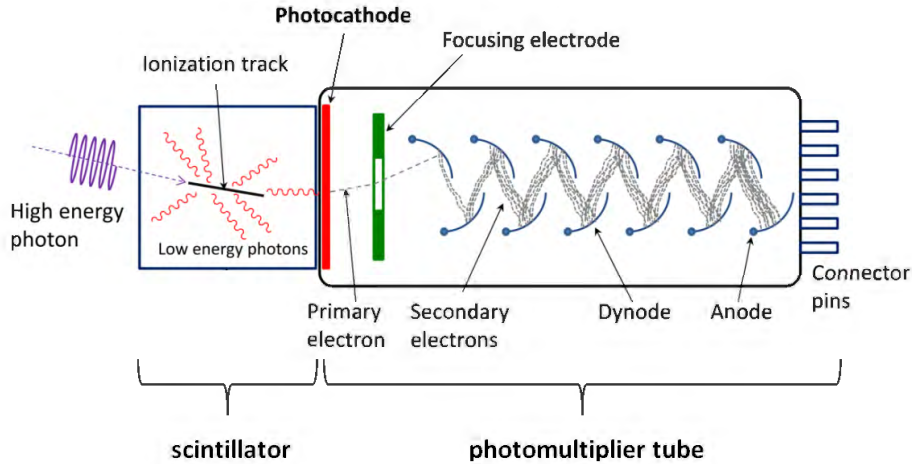 Photocathode
Focusing electrode
Ionization track
High energy
photon
Low energy photons
Primary
electron
Secondary
electrons
Dynode
Anode
Connector
pins
scintillator
photomultiplier tube